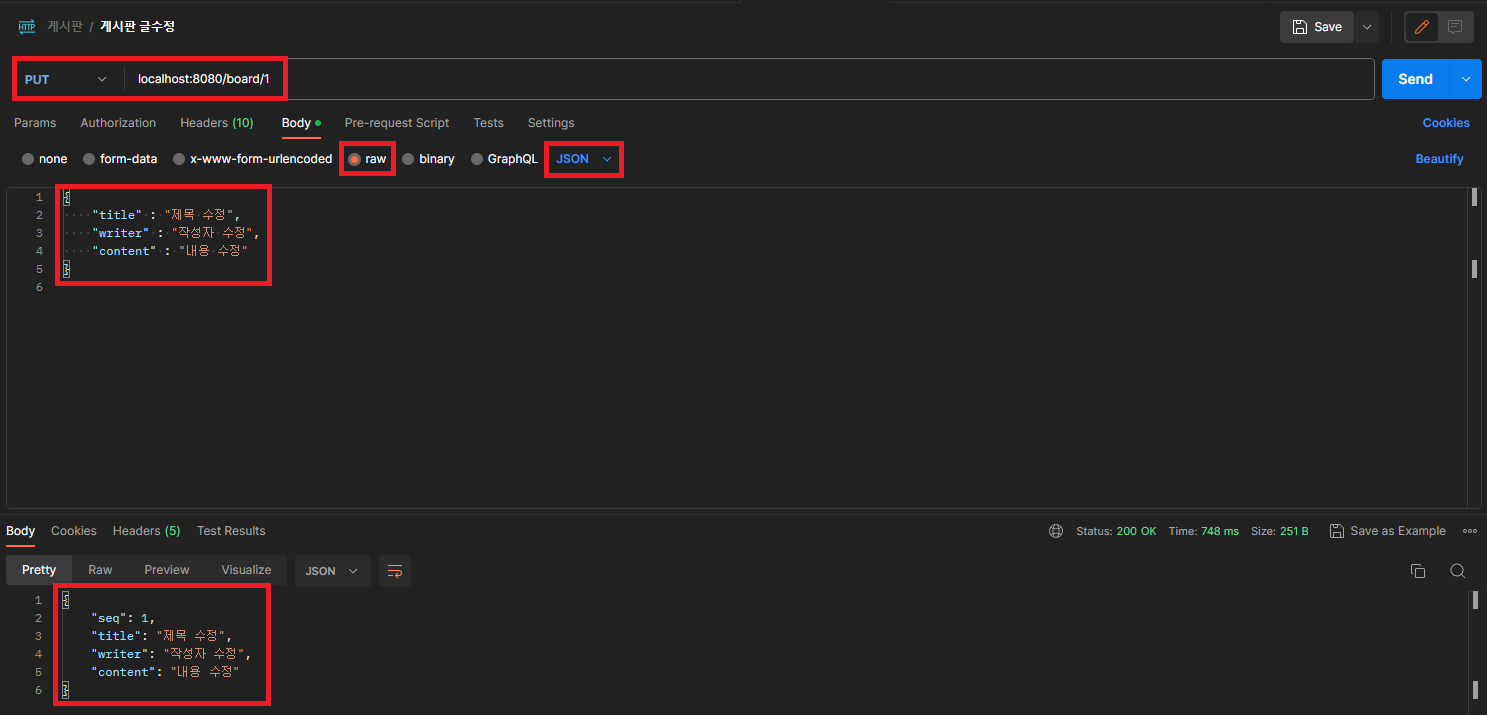 HTTP 게시판 / 게시판 글수정 Save
PUT localhost:8080/board/1 Send
Params Authorization Headers (10) Body Pre-request Script Tests Settings Cookies
none form-data x-www-form-urlencoded raw binary GraphQL JSON Beautify
1 {
2 "title" : "제목 수정",
3 "writer" : "작성자 수정",
4 "content" : "내용 수정"
5 }
6
Body Cookies Headers (5) Test Results Status: 200 OK Time: 748 ms Size: 251 B Save as Example
Pretty Raw Preview Visualize JSON
1 {
2 "seq": 1,
3 "title": "제목 수정",
4 "writer": "작성자 수정",
5 "content": "내용 수정"
6 }